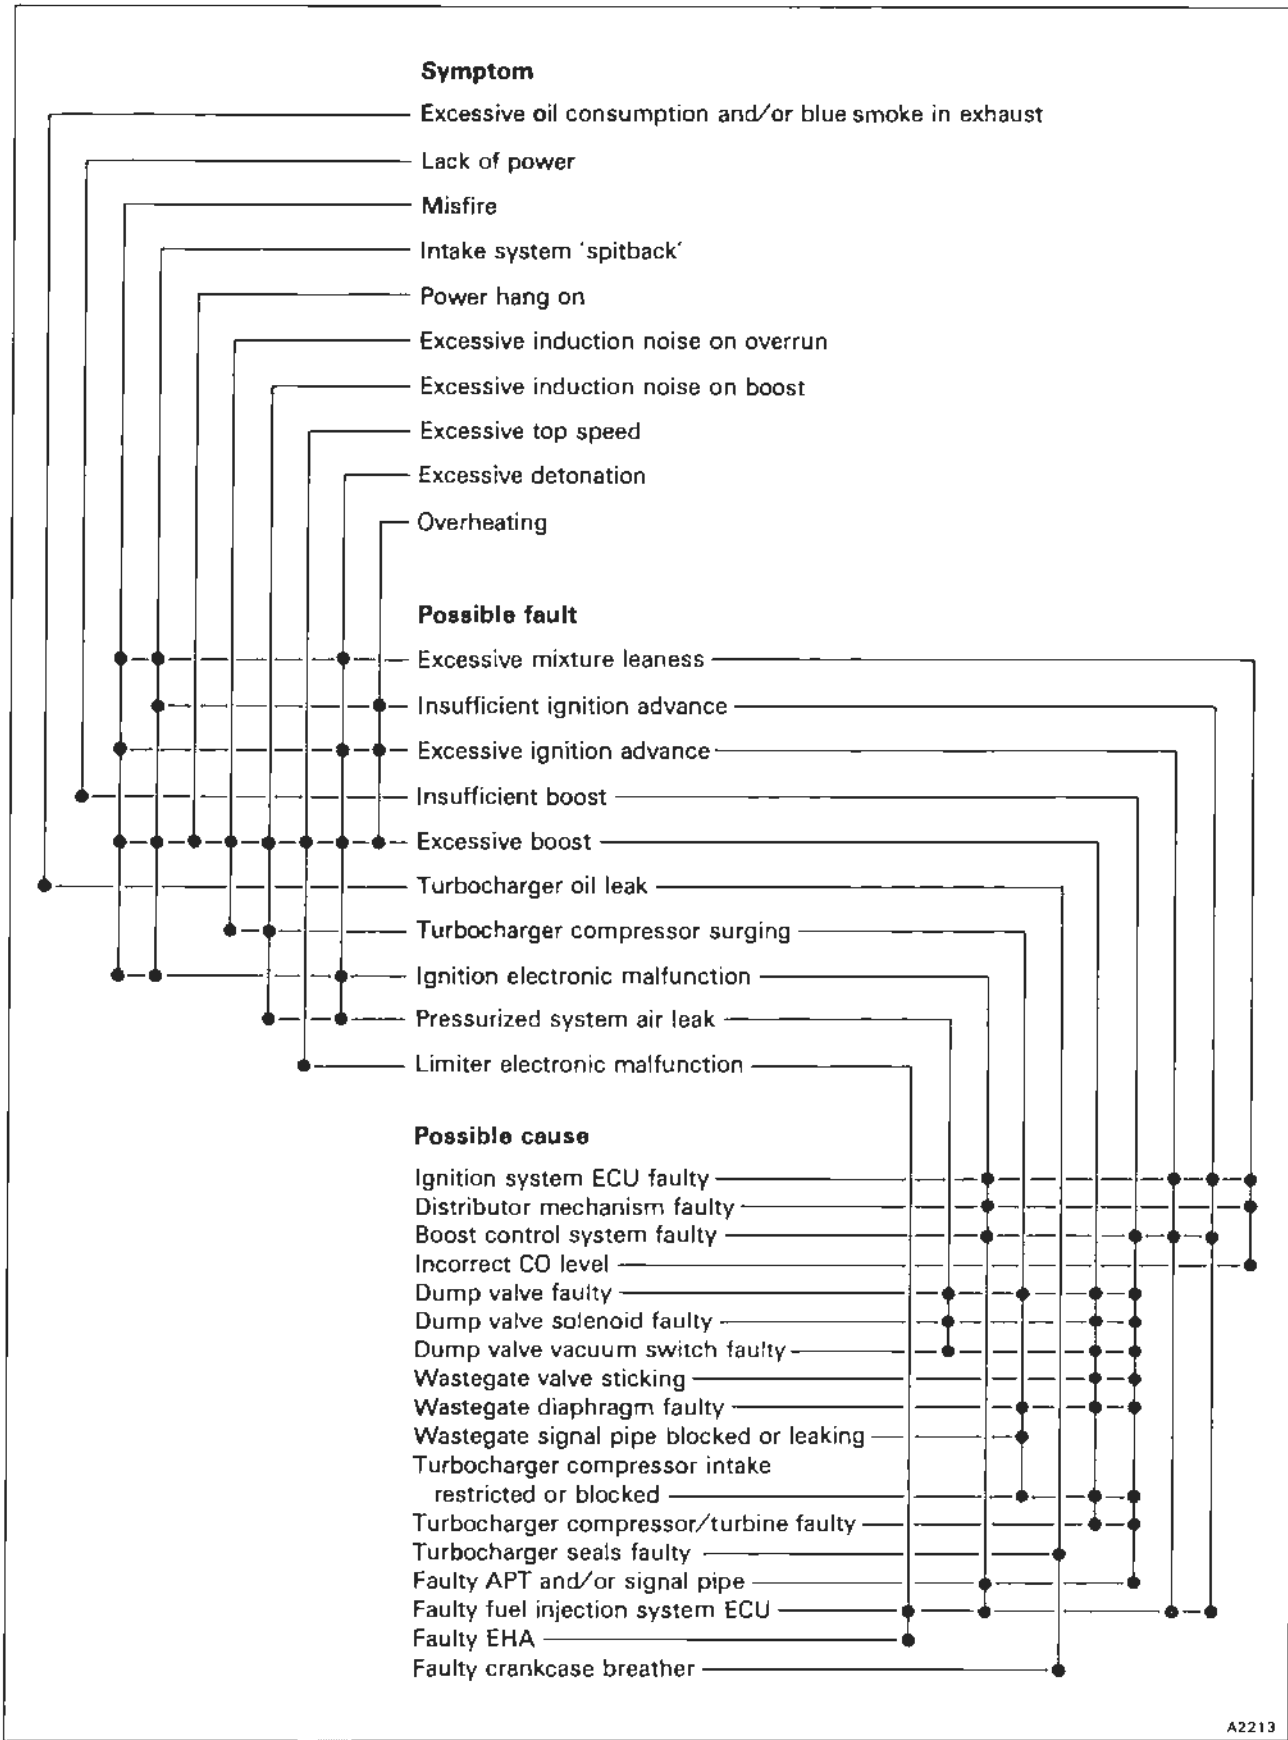 Symptom
Excessive oil consumption and/or blue smoke in exhaust
Lack of power
Misfire
Intake system 'spitback'
Power hang on
Excessive induction noise on overrun
Excessive induction noise on boost
Excessive top speed
Excessive detonation
Overheating
Possible fault
Excessive mixture leaness
Insufficient ignition advance
Excessive ignition advance
Insufficient boost
Excessive boost
Turbocharger oil leak
Turbocharger compressor surging
Ignition electronic malfunction
Pressurized system air leak
Limiter electronic malfunction
Possible cause
Ignition system ECU faulty
Distributor mechanism faulty
Boost control system faulty
Incorrect CO level
Dump valve faulty
Dump valve solenoid faulty
Dump valve vacuum switch faulty
Wastegate valve sticking
Wastegate diaphragm faulty
Wastegate signal pipe blocked or leaking
Turbocharger compressor intake
restricted or blocked
Turbocharger compressor/turbine faulty
Turbocharger seals faulty
Faulty APT and/or signal pipe
Faulty fuel injection system ECU
Faulty EHA
Faulty crankcase breather
A2213